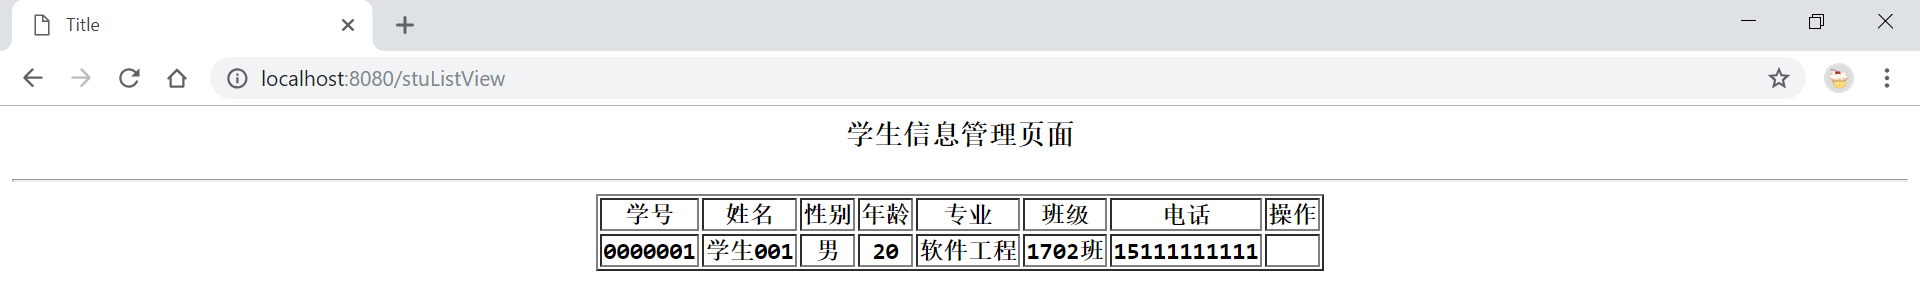 Title
localhost:8080/stuListView
学生信息管理页面
学号 姓名 性别 年龄 专业 班级 电话 操作
0000001 学生001 男 20 软件工程 1702班 15111111111